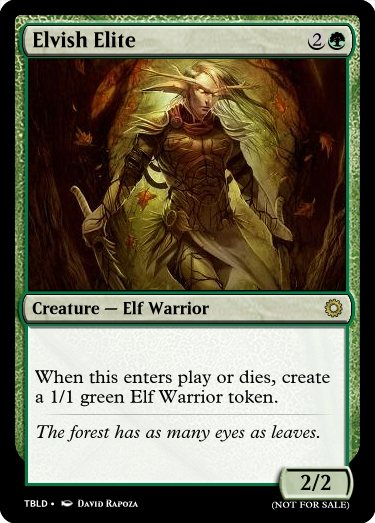 Elvish Elite 2
Creature — Elf Warrior
When this enters play or dies, create
a 1/1 green Elf Warrior token.
The forest has as many eyes as leaves.
2/2
TBLD • David Rapoza (NOT FOR SALE)